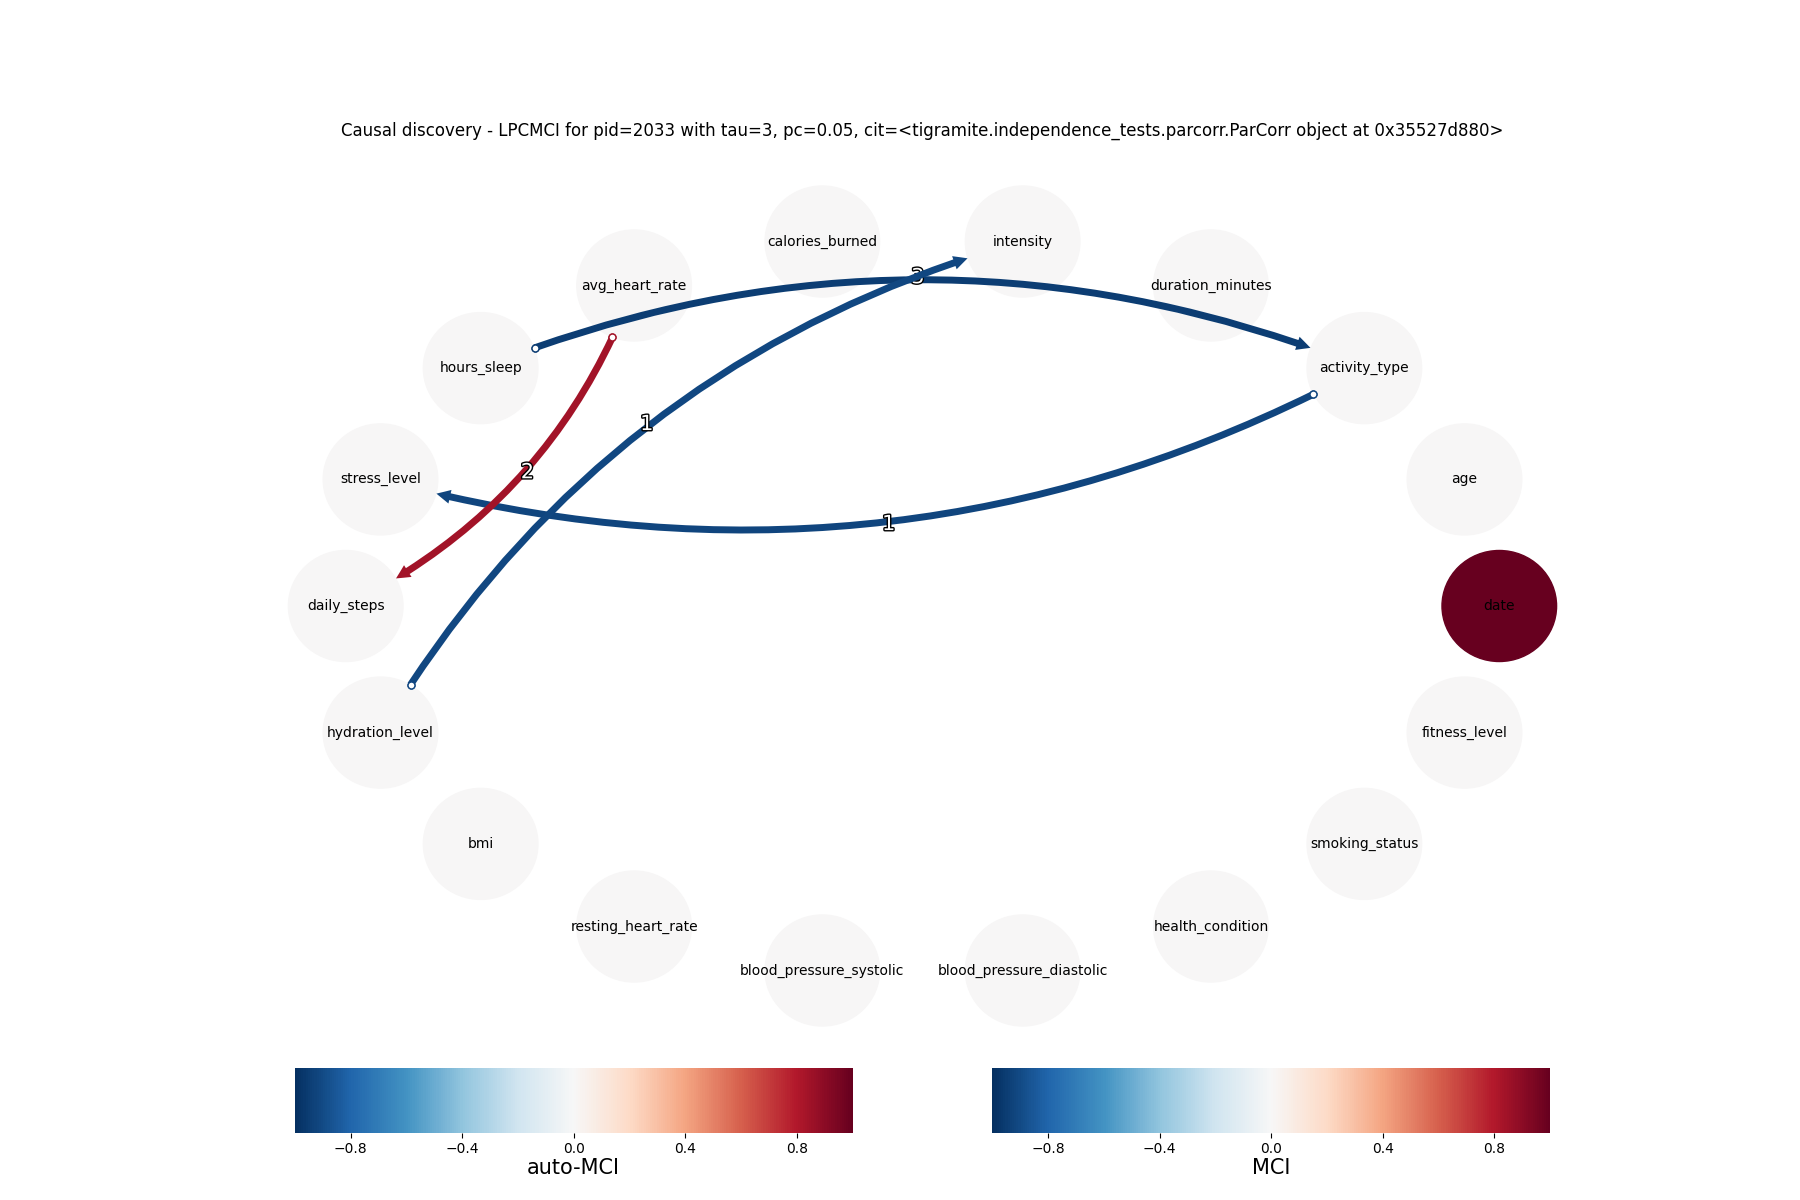 Causal discovery - LPCMCI for pid=2033 with tau=3, pc=0.05, cit=<tigramite.independence_tests.parcorr.ParCorr object at 0x35527d880>
calories_burned
intensity
avg_heart_rate
duration_minutes
3
hours_sleep
activity_type
1
2
stress_level
age
1
daily_steps
date
hydration_level
fitness_level
bmi
smoking_status
resting_heart_rate
health_condition
blood_pressure_systolic
blood_pressure_diastolic
−0.8 −0.4 0.0 0.4 0.8
auto-MCI
−0.8 −0.4 0.0 0.4 0.8
MCI